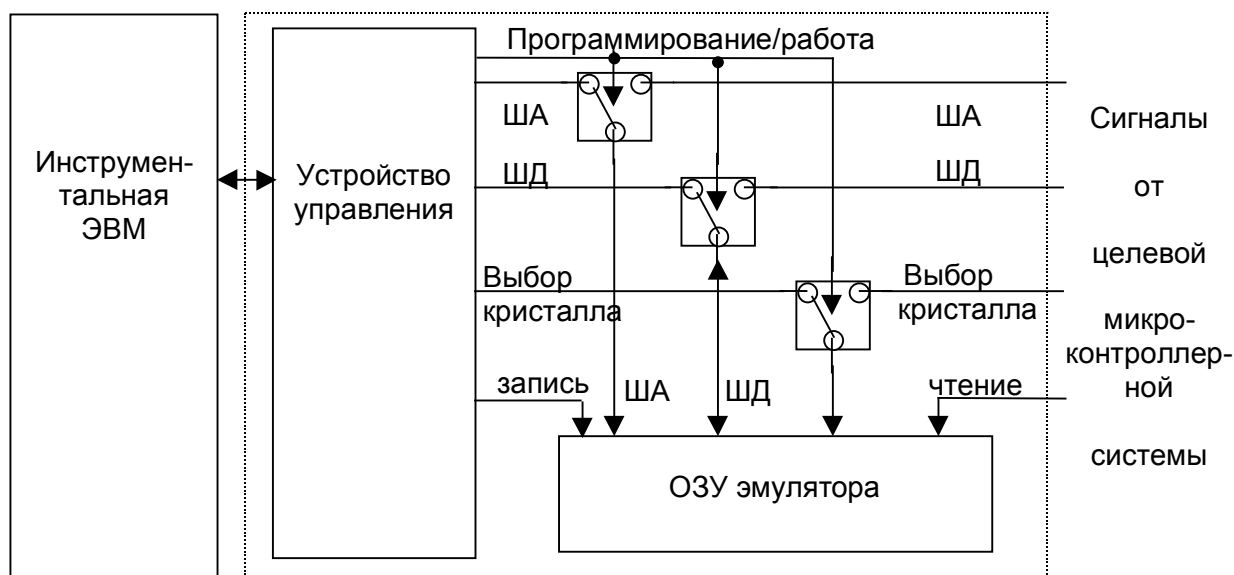 Программирование/работа
ША
ША
Сигналы
Инструмен-
тальная
ЭВМ
Устройство
управления
ШД
ШД
от
целевой
Выбор
кристалла
Выбор
кристалла
микро-
контроллер-
ной
запись
ША
ШД
чтение
системы
ОЗУ эмулятора